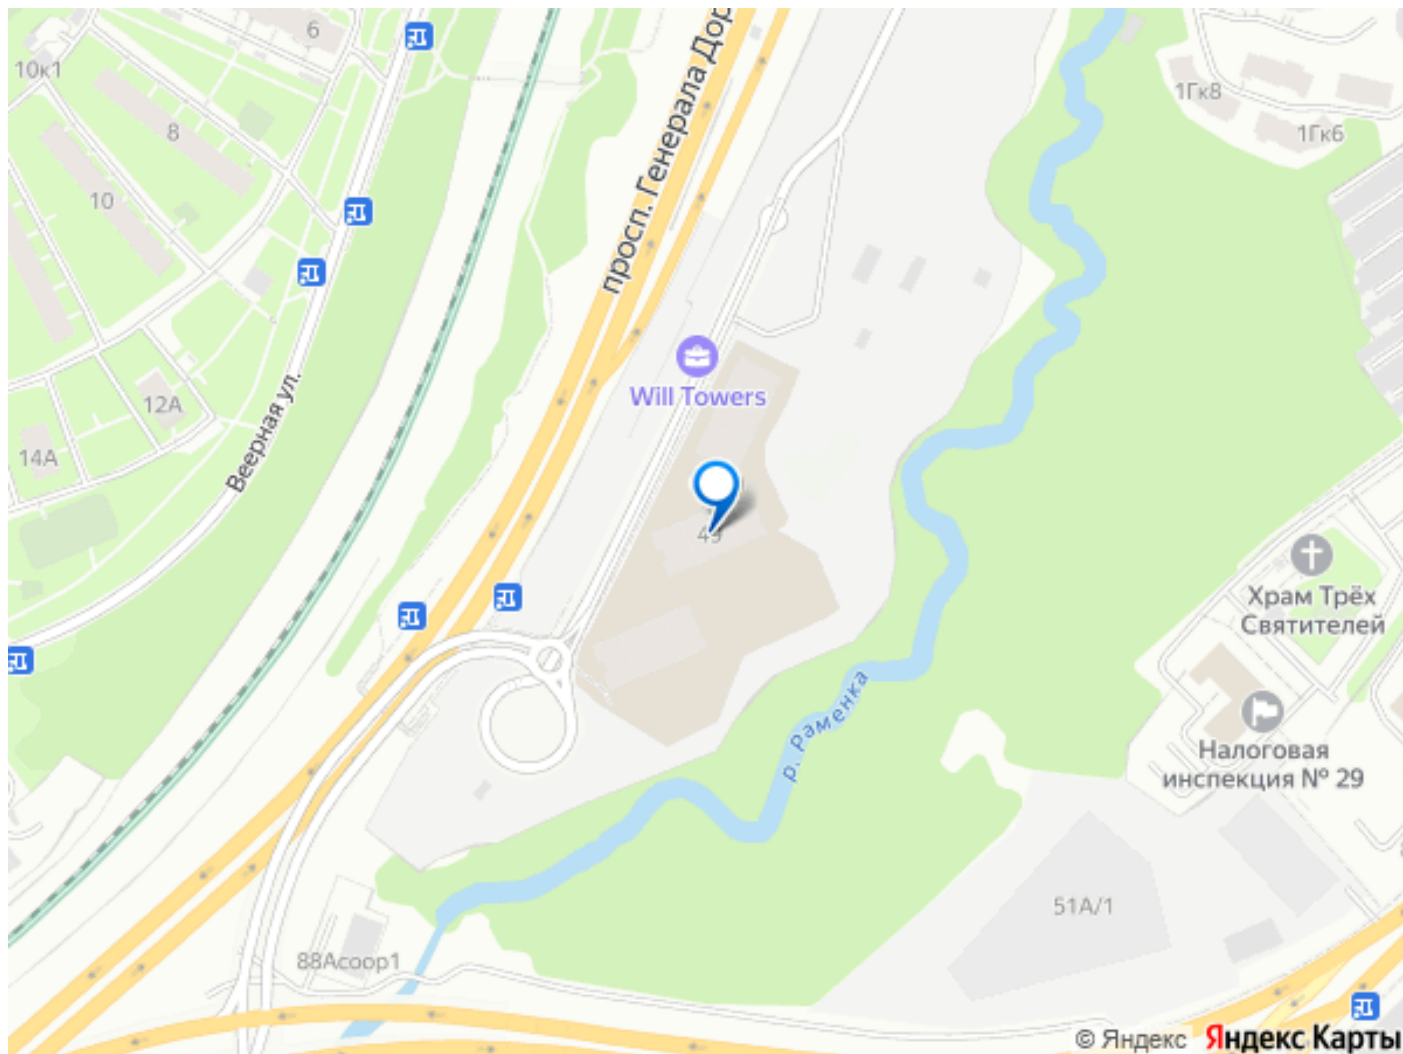 6
10к1
8
1Гк8
1Гк6
просп. Генерала Дор
10
Will Towers
12А
14А
Веерная ул.
Храм Трёх
Святителей
р. Раменка
Налоговая
инспекция № 29
51А/1
88Асоор1
© Яндекс Яндекс Карты